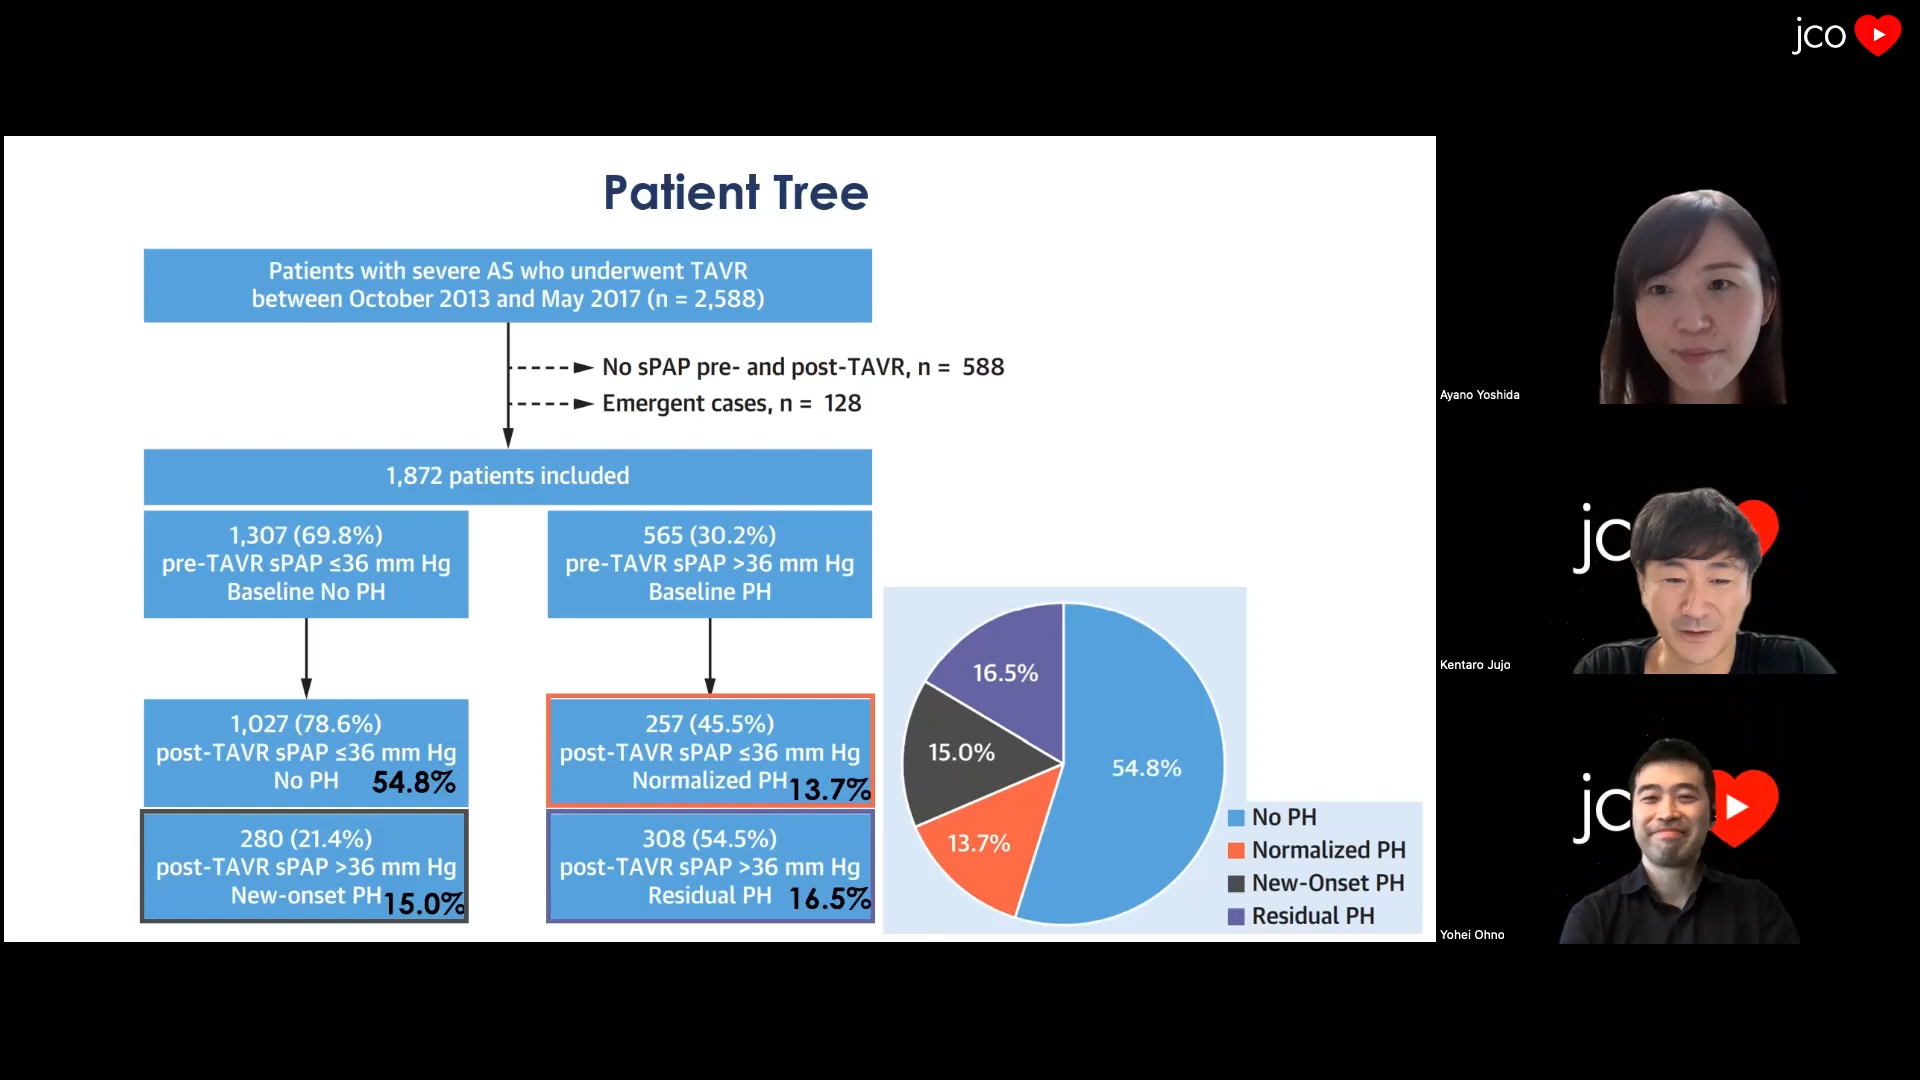 jco
Patient Tree
Patients with severe AS who underwent TAVR
between October 2013 and May 2017 (n = 2,588)
No sPAP pre- and post-TAVR, n = 588
Emergent cases, n = 128
1,872 patients included
1,307 (69.8%)
pre-TAVR sPAP ≤36 mm Hg
Baseline No PH
565 (30.2%)
pre-TAVR sPAP >36 mm Hg
Baseline PH
1,027 (78.6%)
post-TAVR sPAP ≤36 mm Hg
No PH 54.8%
257 (45.5%)
post-TAVR sPAP ≤36 mm Hg
Normalized PH 13.7%
280 (21.4%)
post-TAVR sPAP >36 mm Hg
New-onset PH 15.0%
308 (54.5%)
post-TAVR sPAP >36 mm Hg
Residual PH 16.5%
16.5%
15.0%
54.8%
13.7%
No PH
Normalized PH
New-Onset PH
Residual PH
Ayano Yoshida
jc
Kentaro Jujo
jc
Yohei Ohno